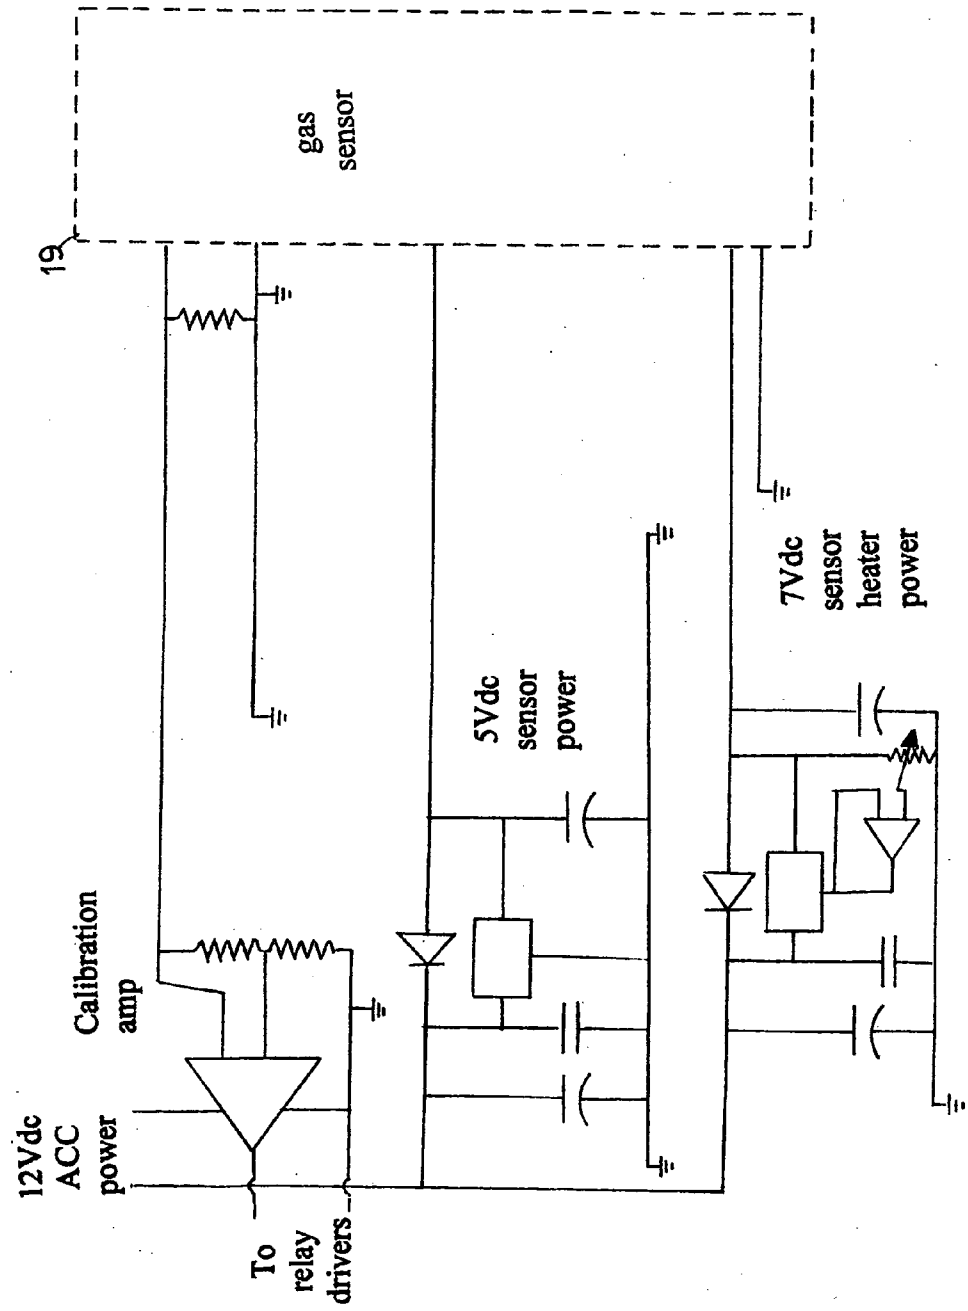 12Vdc
ACC
power
Calibration
amp
19
gas
sensor
5Vdc
sensor
power
7Vdc
sensor
heater
power
To
relay
drivers